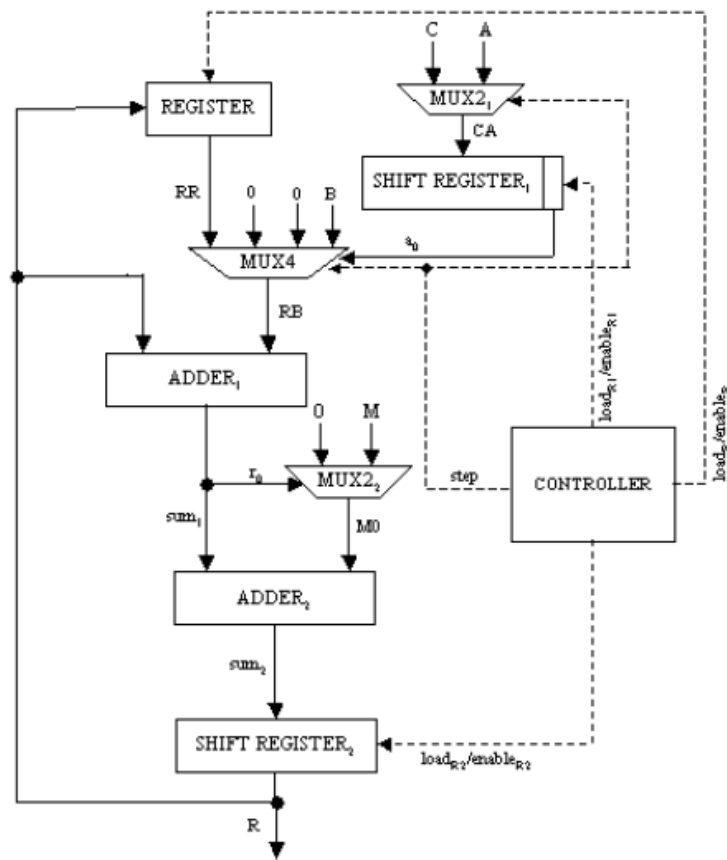 C A
MUX2₁
REGISTER
CA
SHIFT REGISTER₁
RR 0 0 B
a₀
MUX4
RB
ADDER₁
load_R1/enable_R1
load_R/enable_R
0 M
r₀
MUX2₂
step
CONTROLLER
sum₁
M0
ADDER₂
sum₂
SHIFT REGISTER₂
load_R2/enable_R2
R